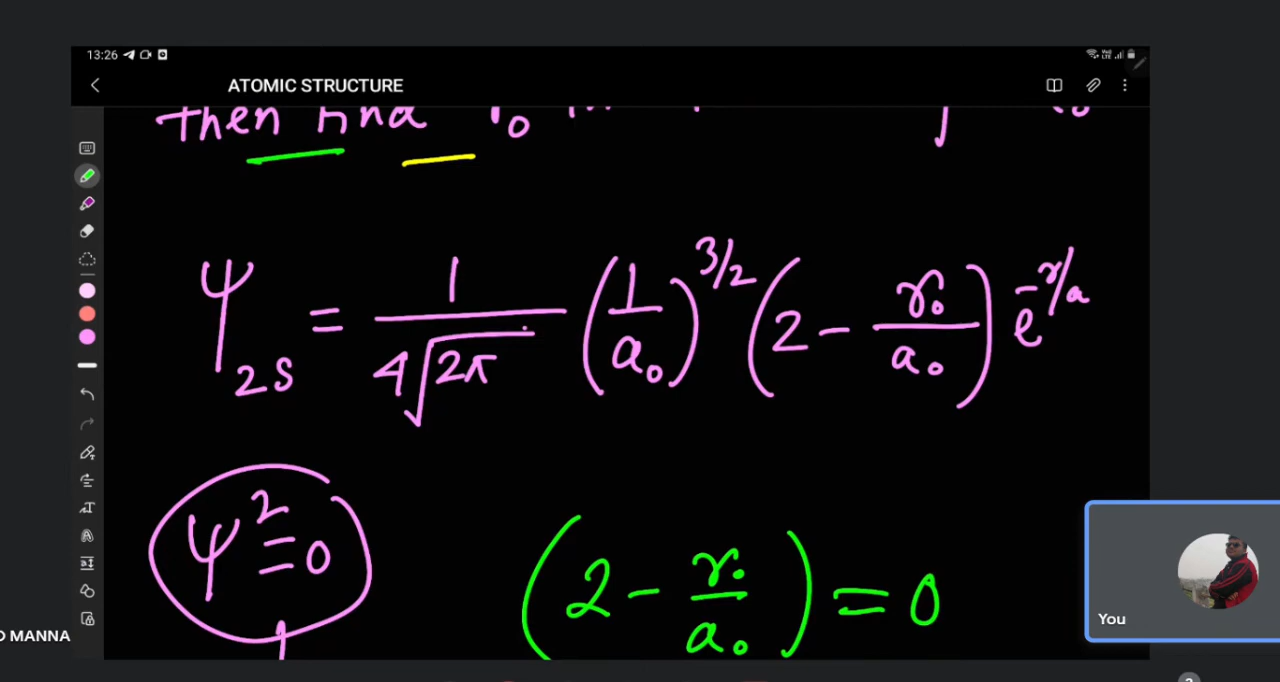 13:26
ATOMIC STRUCTURE
then find r₀
ψ₂ₛ = 1/(4√2π) (1/a₀)^3/2 (2 - r₀/a₀) e^-r/a
ψ² = 0
(2 - r₀/a₀) = 0
MANNA
You